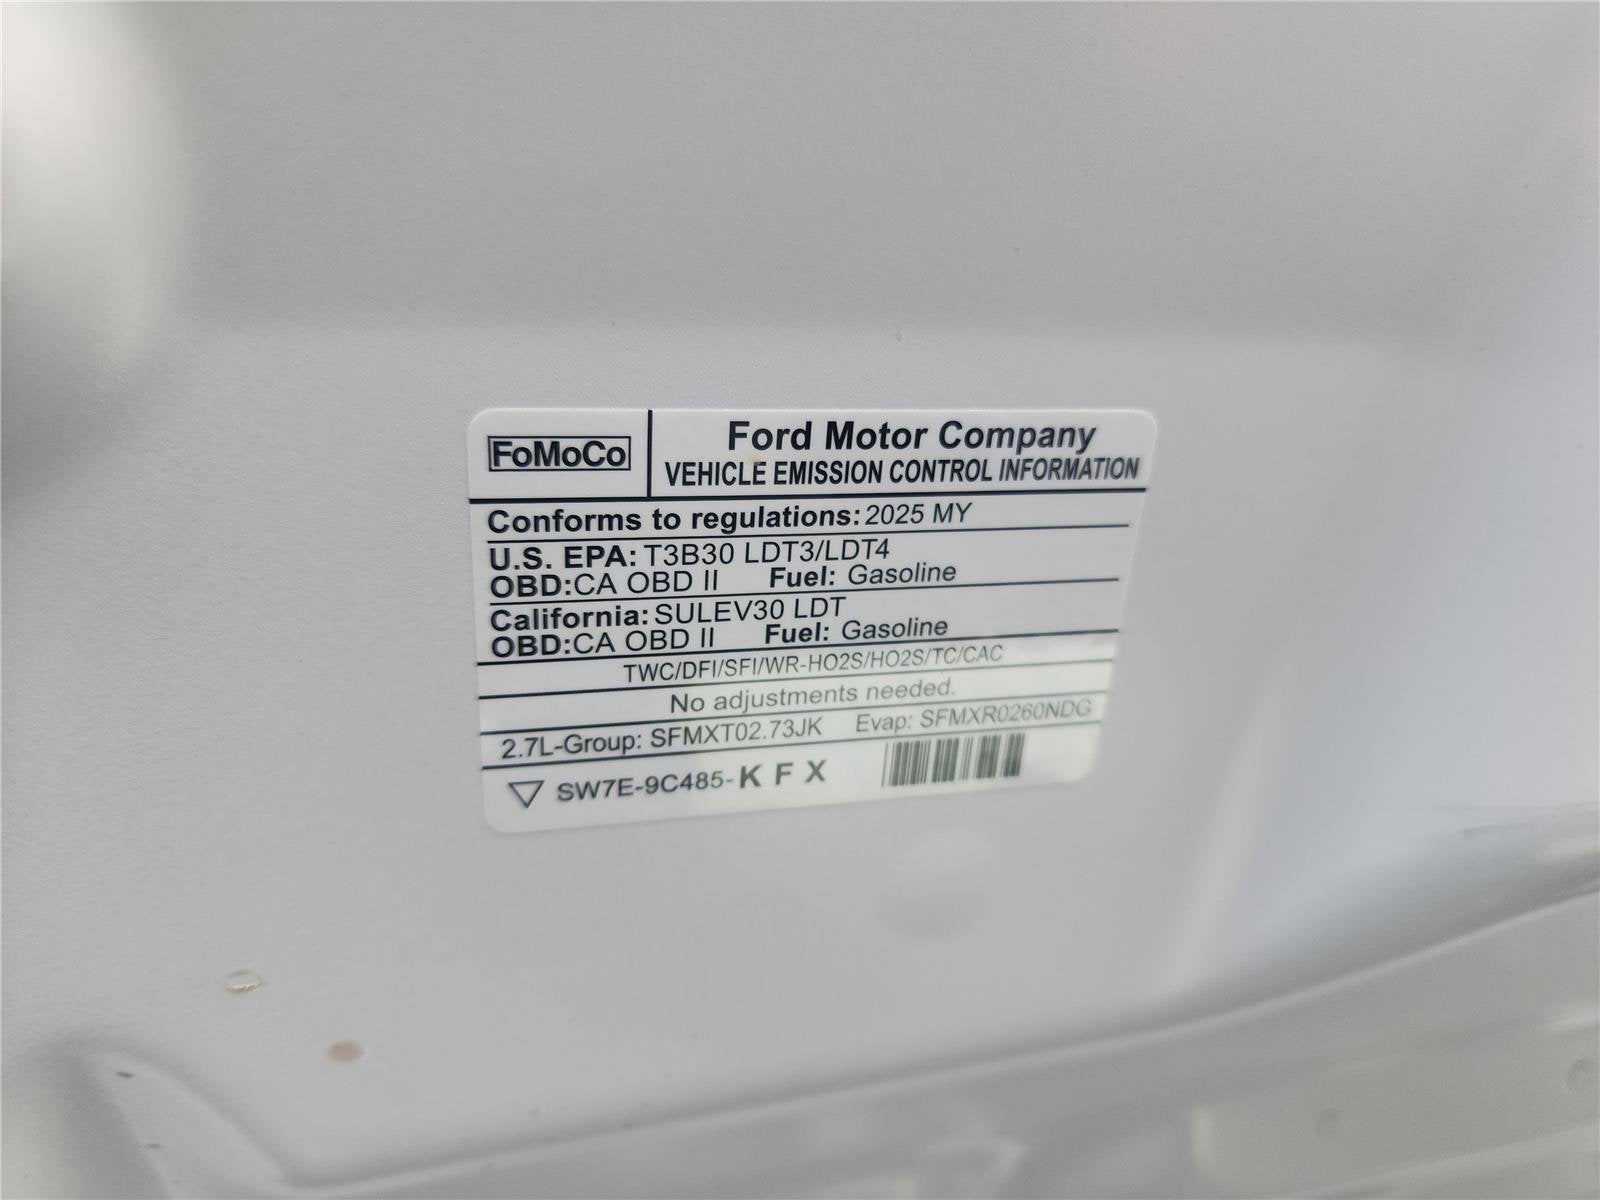 FoMoCo
Ford Motor Company
VEHICLE EMISSION CONTROL INFORMATION
Conforms to regulations: 2025 MY
U.S. EPA: T3B30 LDT3/LDT4
OBD: CA OBD II Fuel: Gasoline
California: SULEV30 LDT
OBD: CA OBD II Fuel: Gasoline
TWC/DFI/SFI/WR-HO2S/HO2S/TC/CAC
No adjustments needed.
2.7L-Group: SFMXT02.73JK Evap: SFMXR0260NDG
SW7E-9C485-KFX